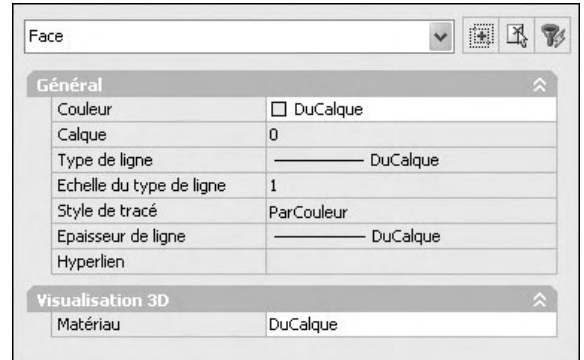 Face
Général
Couleur DuCalque
Calque 0
Type de ligne DuCalque
Echelle du type de ligne 1
Style de tracé ParCouleur
Epaisseur de ligne DuCalque
Hyperlien
Visualisation 3D
Matériau DuCalque